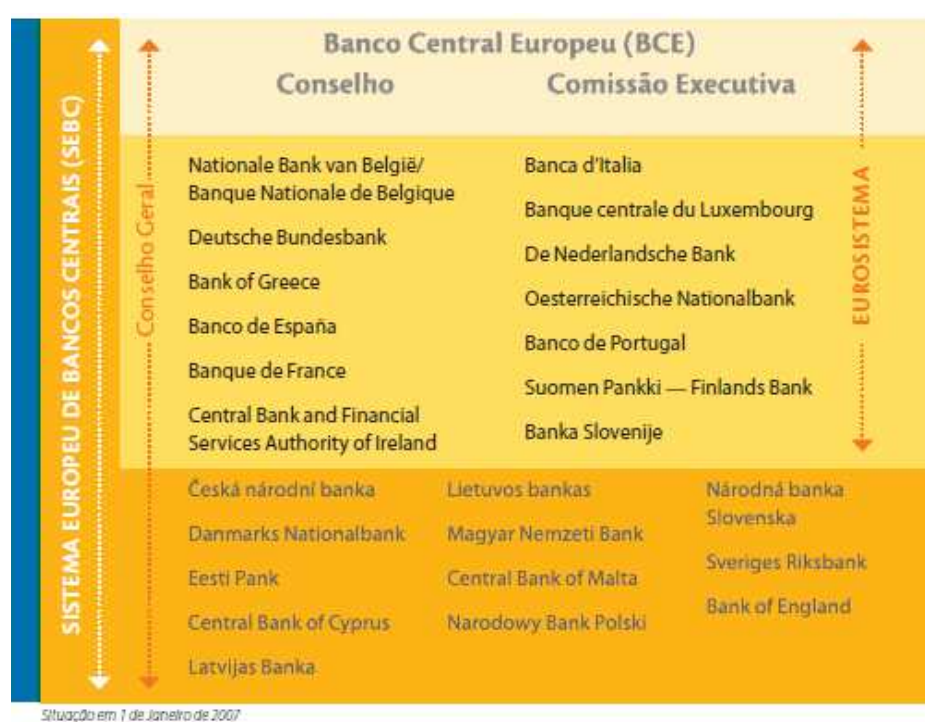 SISTEMA EUROPEU DE BANCOS CENTRAIS (SEBC)
Conselho Geral
Banco Central Europeu (BCE)
Conselho
Comissão Executiva
Nationale Bank van België/
Banque Nationale de Belgique
Deutsche Bundesbank
Bank of Greece
Banco de España
Banque de France
Central Bank and Financial
Services Authority of Ireland
Banca d'Italia
Banque centrale du Luxembourg
De Nederlandsche Bank
Oesterreichische Nationalbank
Banco de Portugal
Suomen Pankki — Finlands Bank
Banka Slovenije
EUROSISTEMA
Česká národní banka
Danmarks Nationalbank
Eesti Pank
Central Bank of Cyprus
Latvijas Banka
Lietuvos bankas
Magyar Nemzeti Bank
Central Bank of Malta
Narodowy Bank Polski
Národná banka
Slovenska
Sveriges Riksbank
Bank of England
Situação em 1 de Janeiro de 2007